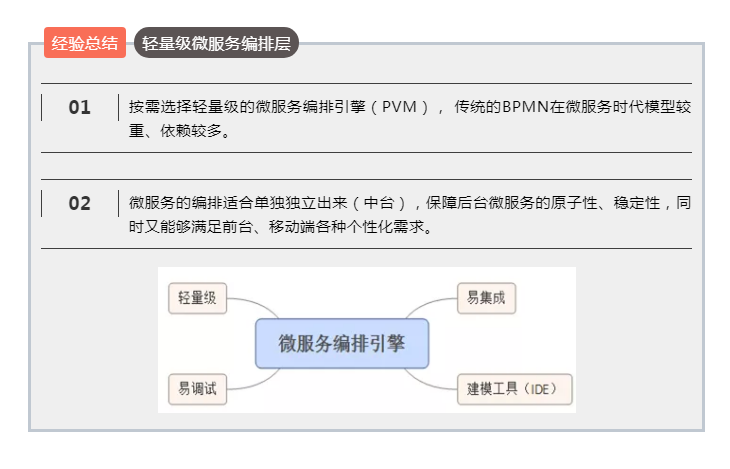 经验总结 轻量级微服务编排层
01 按需选择轻量级的微服务编排引擎（PVM）， 传统的BPMN在微服务时代模型较
重、依赖较多。
02 微服务的编排适合单独独立出来（中台），保障后台微服务的原子性、稳定性，同
时又能够满足前台、移动端各种个性化需求。
轻量级 易集成
微服务编排引擎
易调试 建模工具（IDE）